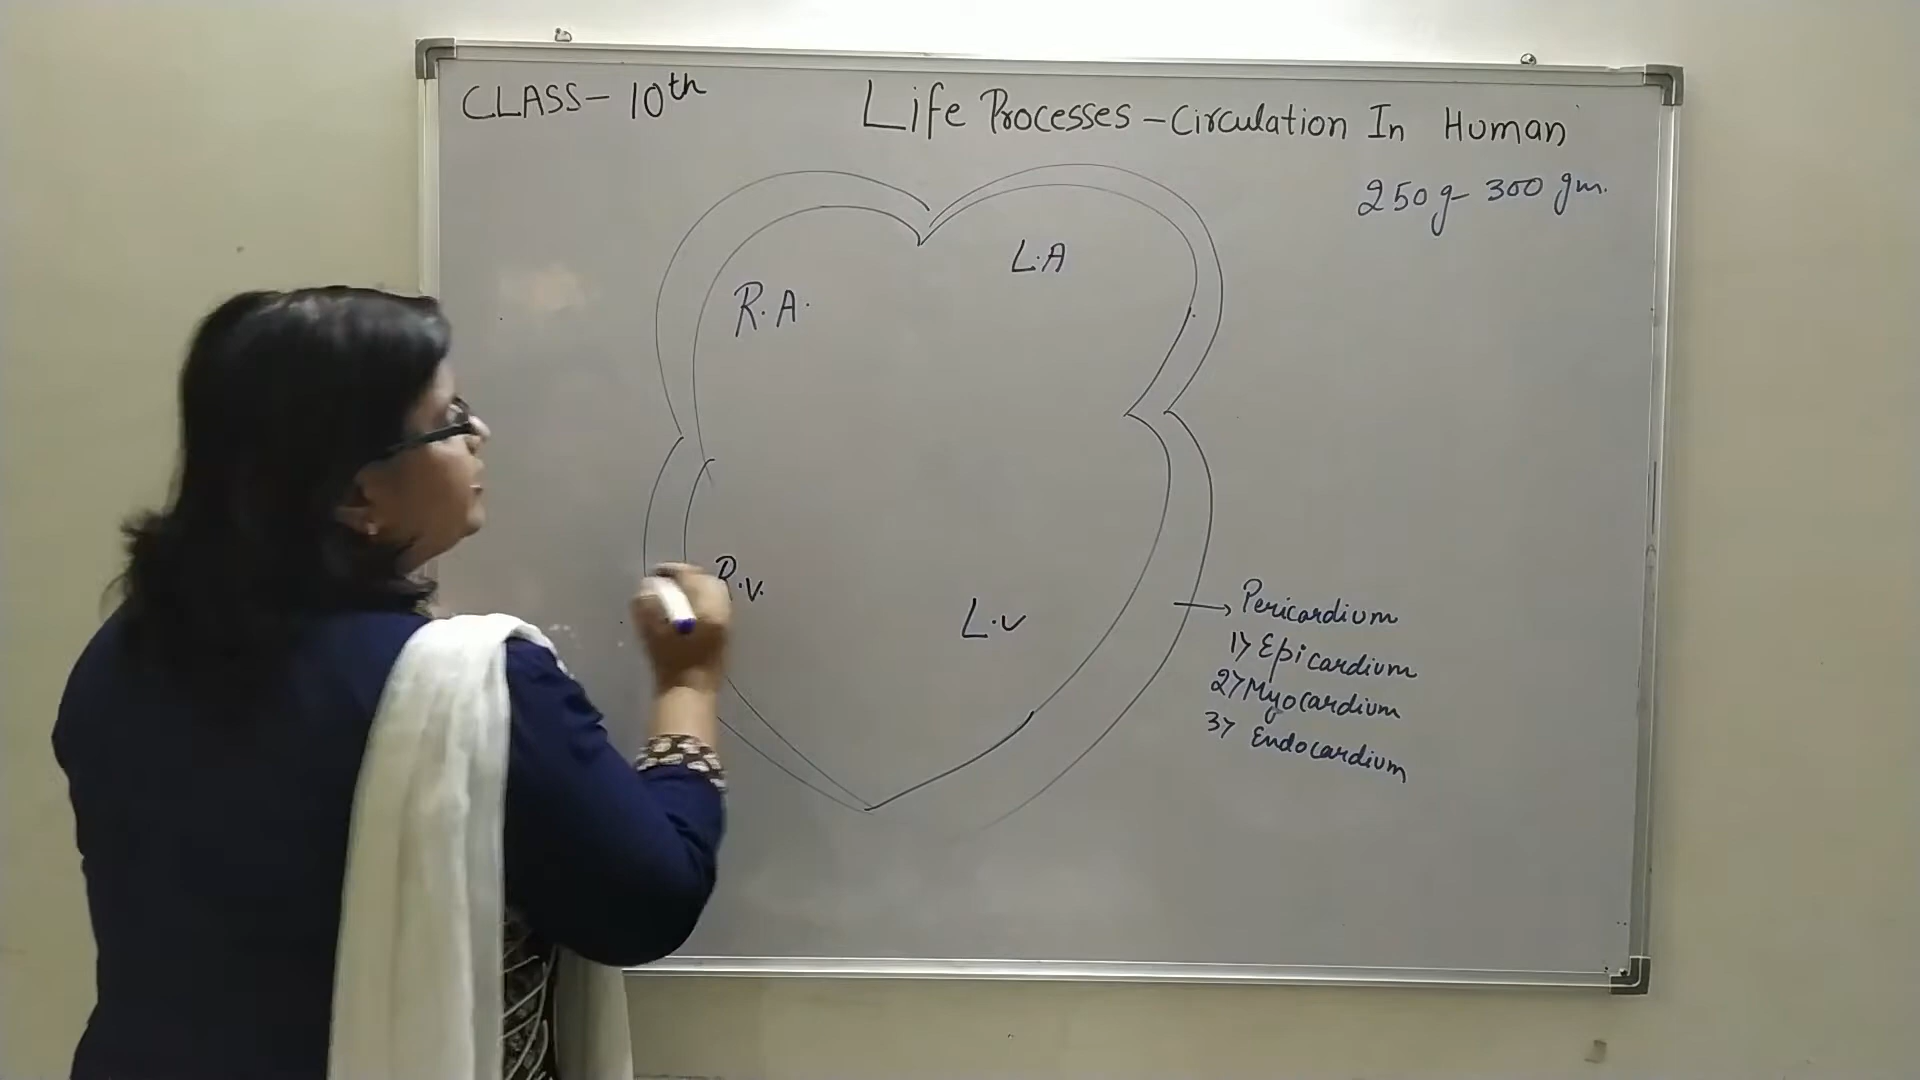 CLASS- 10th
Life Processes - Circulation In Human
250g- 300 gm.
L.A
R.A.
R.V.
L.V
Pericardium
1) Epicardium
2) Myocardium
3) Endocardium